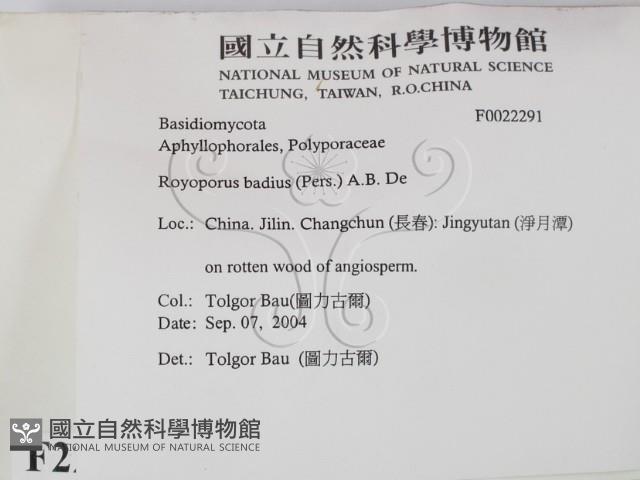 國立自然科學博物館
NATIONAL MUSEUM OF NATURAL SCIENCE
TAICHUNG, TAIWAN, R.O.CHINA
F0022291
Basidiomycota
Aphyllophorales, Polyporaceae
Royoporus badius (Pers.) A.B. De
Loc.: China. Jilin. Changchun (長春): Jingyutan (淨月潭)
on rotten wood of angiosperm.
Col.: Tolgor Bau(圖力古爾)
Date: Sep. 07, 2004
Det.: Tolgor Bau (圖力古爾)
國立自然科學博物館
NATIONAL MUSEUM OF NATURAL SCIENCE